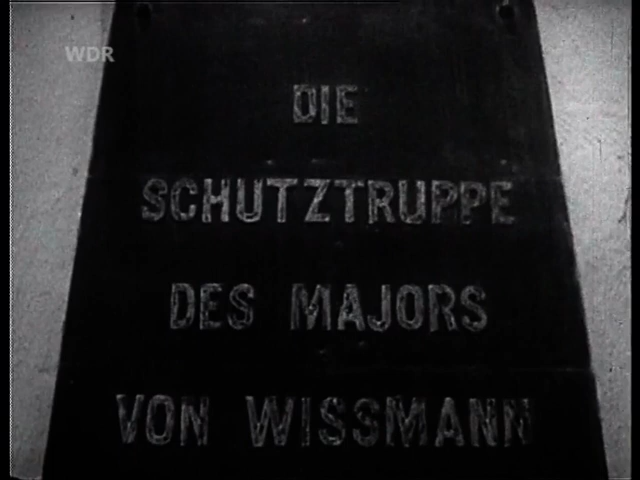 WDR
DIE
SCHUTZTRUPPE
DES MAJORS
VON WISSMANN